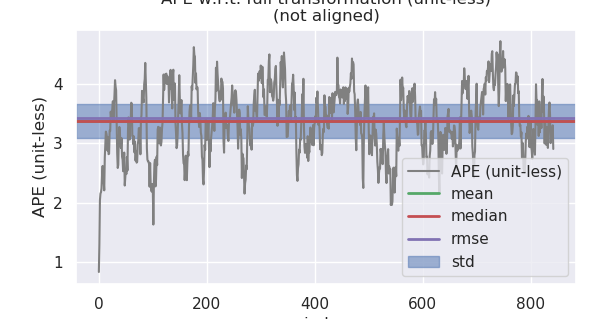 APE w.r.t. full transformation (unit-less)
(not aligned)
APE (unit-less)
4
3
2
1
APE (unit-less)
mean
median
rmse
std
0
200
400
600
800